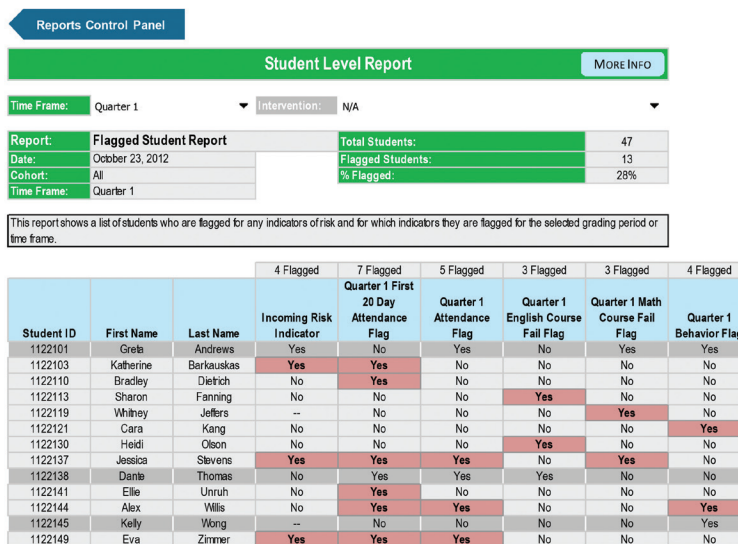 Reports Control Panel
Student Level Report MORE INFO
Time Frame: Quarter 1 Intervention: N/A
Report: Flagged Student Report Total Students: 47
Date: October 23, 2012 Flagged Students: 13
Cohort: All % Flagged: 28%
Time Frame: Quarter 1
This report shows a list of students who are flagged for any indicators of risk and for which indicators they are flagged for the selected grading period or
time frame.
4 Flagged 7 Flagged 5 Flagged 3 Flagged 3 Flagged 4 Flagged
Student ID First Name Last Name Incoming Risk Indicator Quarter 1 First 20 Day Attendance Flag Quarter 1 Attendance Flag Quarter 1 English Course Fail Flag Quarter 1 Math Course Fail Flag Quarter 1 Behavior Flag
1122101 Greta Andrews Yes No Yes No Yes Yes
1122103 Katherine Barkauskas Yes Yes No No No No
1122110 Bradley Dietrich No Yes No No No No
1122113 Sharon Fanning No No No Yes No No
1122119 Whitney Jeffers -- No No No Yes No
1122121 Cara Kang No No No No No Yes
1122130 Heidi Olson No No No Yes No No
1122137 Jessica Stevens Yes Yes Yes No Yes No
1122138 Dante Thomas No Yes Yes Yes No No
1122141 Ellie Unruh No Yes No No No No
1122144 Alex Willis No Yes Yes No No Yes
1122145 Kelly Wong -- No No No No Yes
1122149 Eva Zimmer Yes Yes Yes No No No